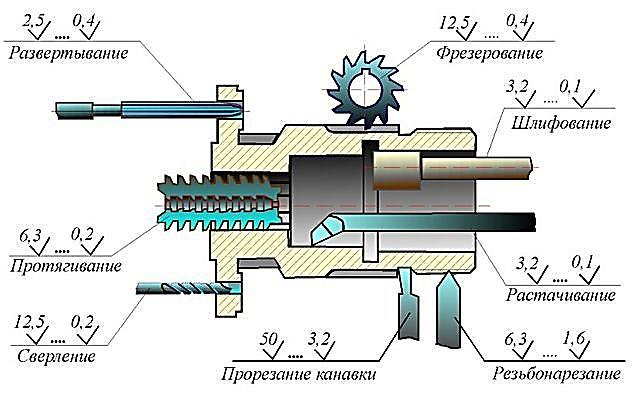 2,5 .... 0,4
Развертывание
12,5 .... 0,4
Фрезерование
3,2 .... 0,1
Шлифование
6,3 .... 0,2
Протягивание
3,2 .... 0,1
Растачивание
12,5 .... 0,2
Сверление
50 .... 3,2
Прорезание канавки
6,3 .... 1,6
Резьбонарезание